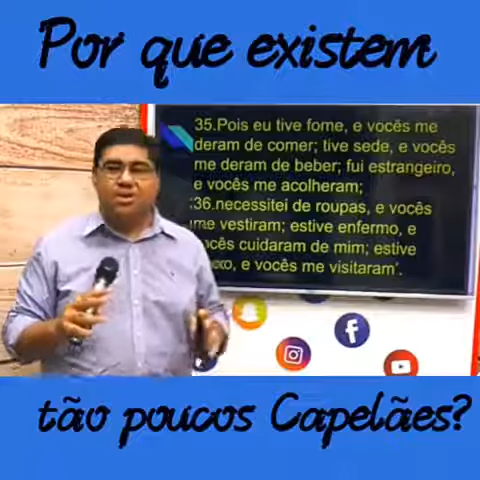 Por que existem
35.Pois eu tive fome, e vocês me
deram de comer; tive sede, e vocês
me deram de beber; fui estrangeiro,
e vocês me acolheram;
36.necessitei de roupas, e vocês
me vestiram; estive enfermo, e
cuidaram de mim; estive
e vocês me visitaram'.
tão poucos Capelães?